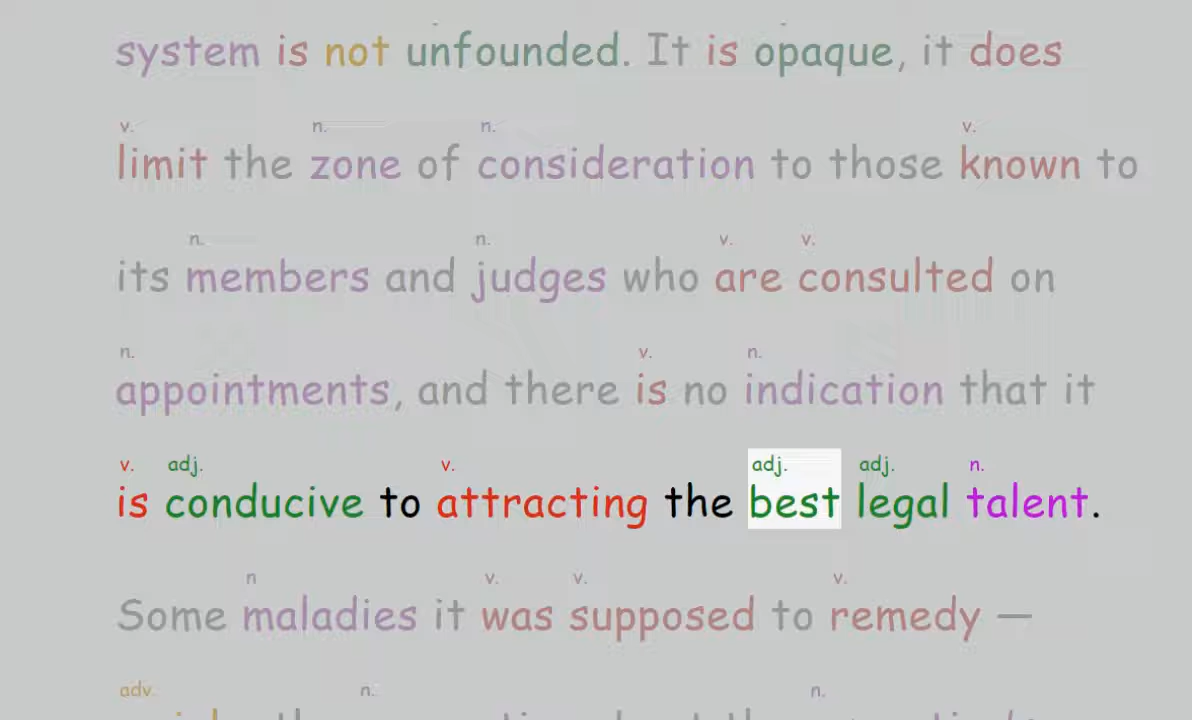 system is not unfounded. It is opaque, it does
v. n. n. v.
limit the zone of consideration to those known to
n. n. v. v.
its members and judges who are consulted on
n. v. n.
appointments, and there is no indication that it
v. adj. v. adj. adj. n.
is conducive to attracting the best legal talent.
n v. v. v.
Some maladies it was supposed to remedy —
adv. n. n.